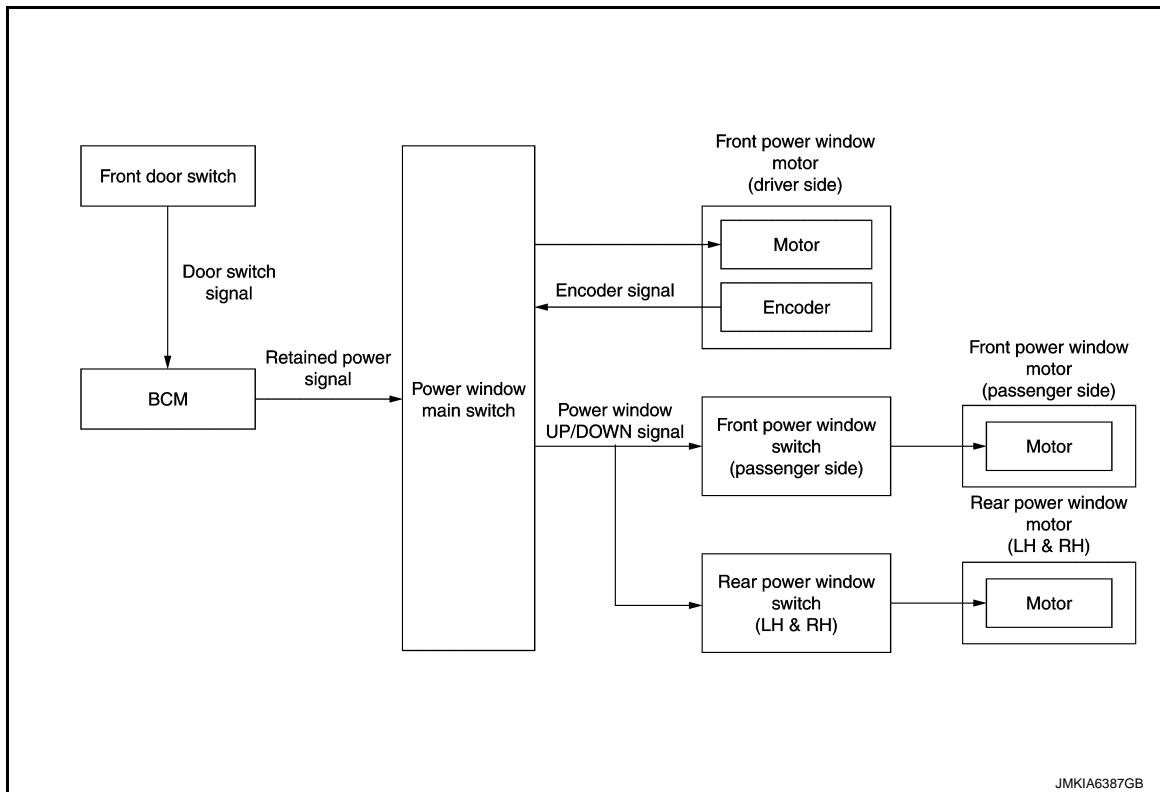 Front door switch
Door switch
signal
BCM
Retained power
signal
Power window
main switch
Front power window
motor
(driver side)
Motor
Encoder signal
Encoder
Power window
UP/DOWN signal
Front power window
switch
(passenger side)
Front power window
motor
(passenger side)
Motor
Rear power window
switch
(LH & RH)
Rear power window
motor
(LH & RH)
Motor
JMKIA6387GB